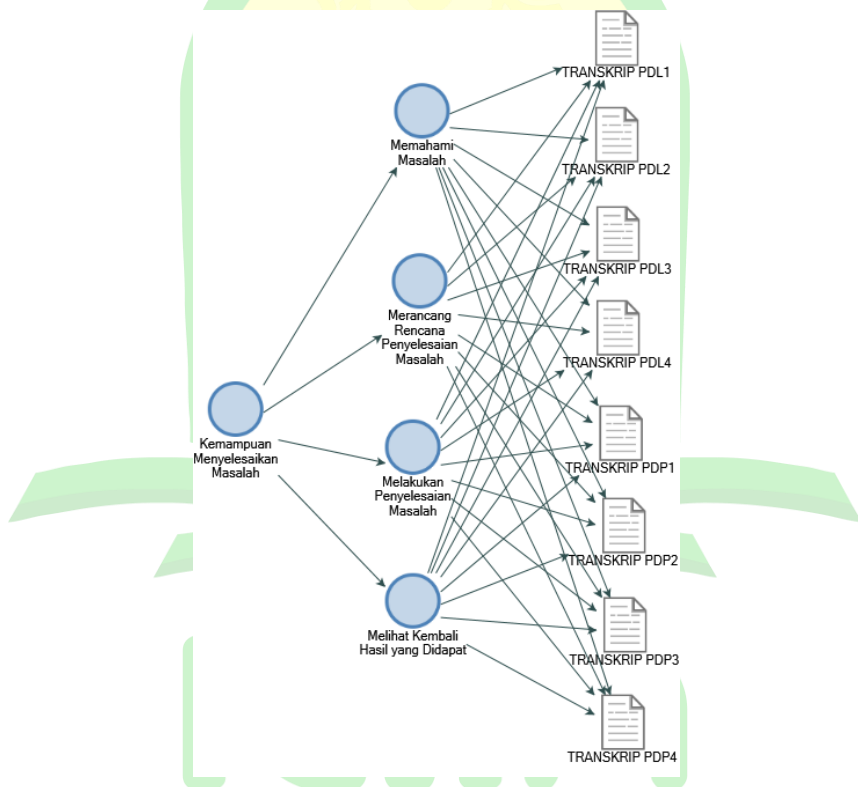 TRANSKRIP PDL1
Memahami
Masalah
TRANSKRIP PDL2
TRANSKRIP PDL3
Merancang
Rencana
Penyelesaian
Masalah
TRANSKRIP PDL4
Kemampuan
Menyelesaikan
Masalah
TRANSKRIP PDP1
Melakukan
Penyelesaian
Masalah
TRANSKRIP PDP2
Melihat Kembali
Hasil yang Didapat
TRANSKRIP PDP3
TRANSKRIP PDP4